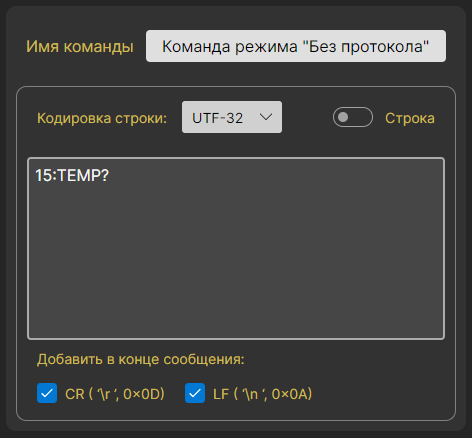 Имя команды Команда режима "Без протокола"
Кодировка строки: UTF-32 Строка
15:TEMP?
Добавить в конце сообщения:
CR ( '\r ', 0×0D) LF ( '\n ', 0×0A)